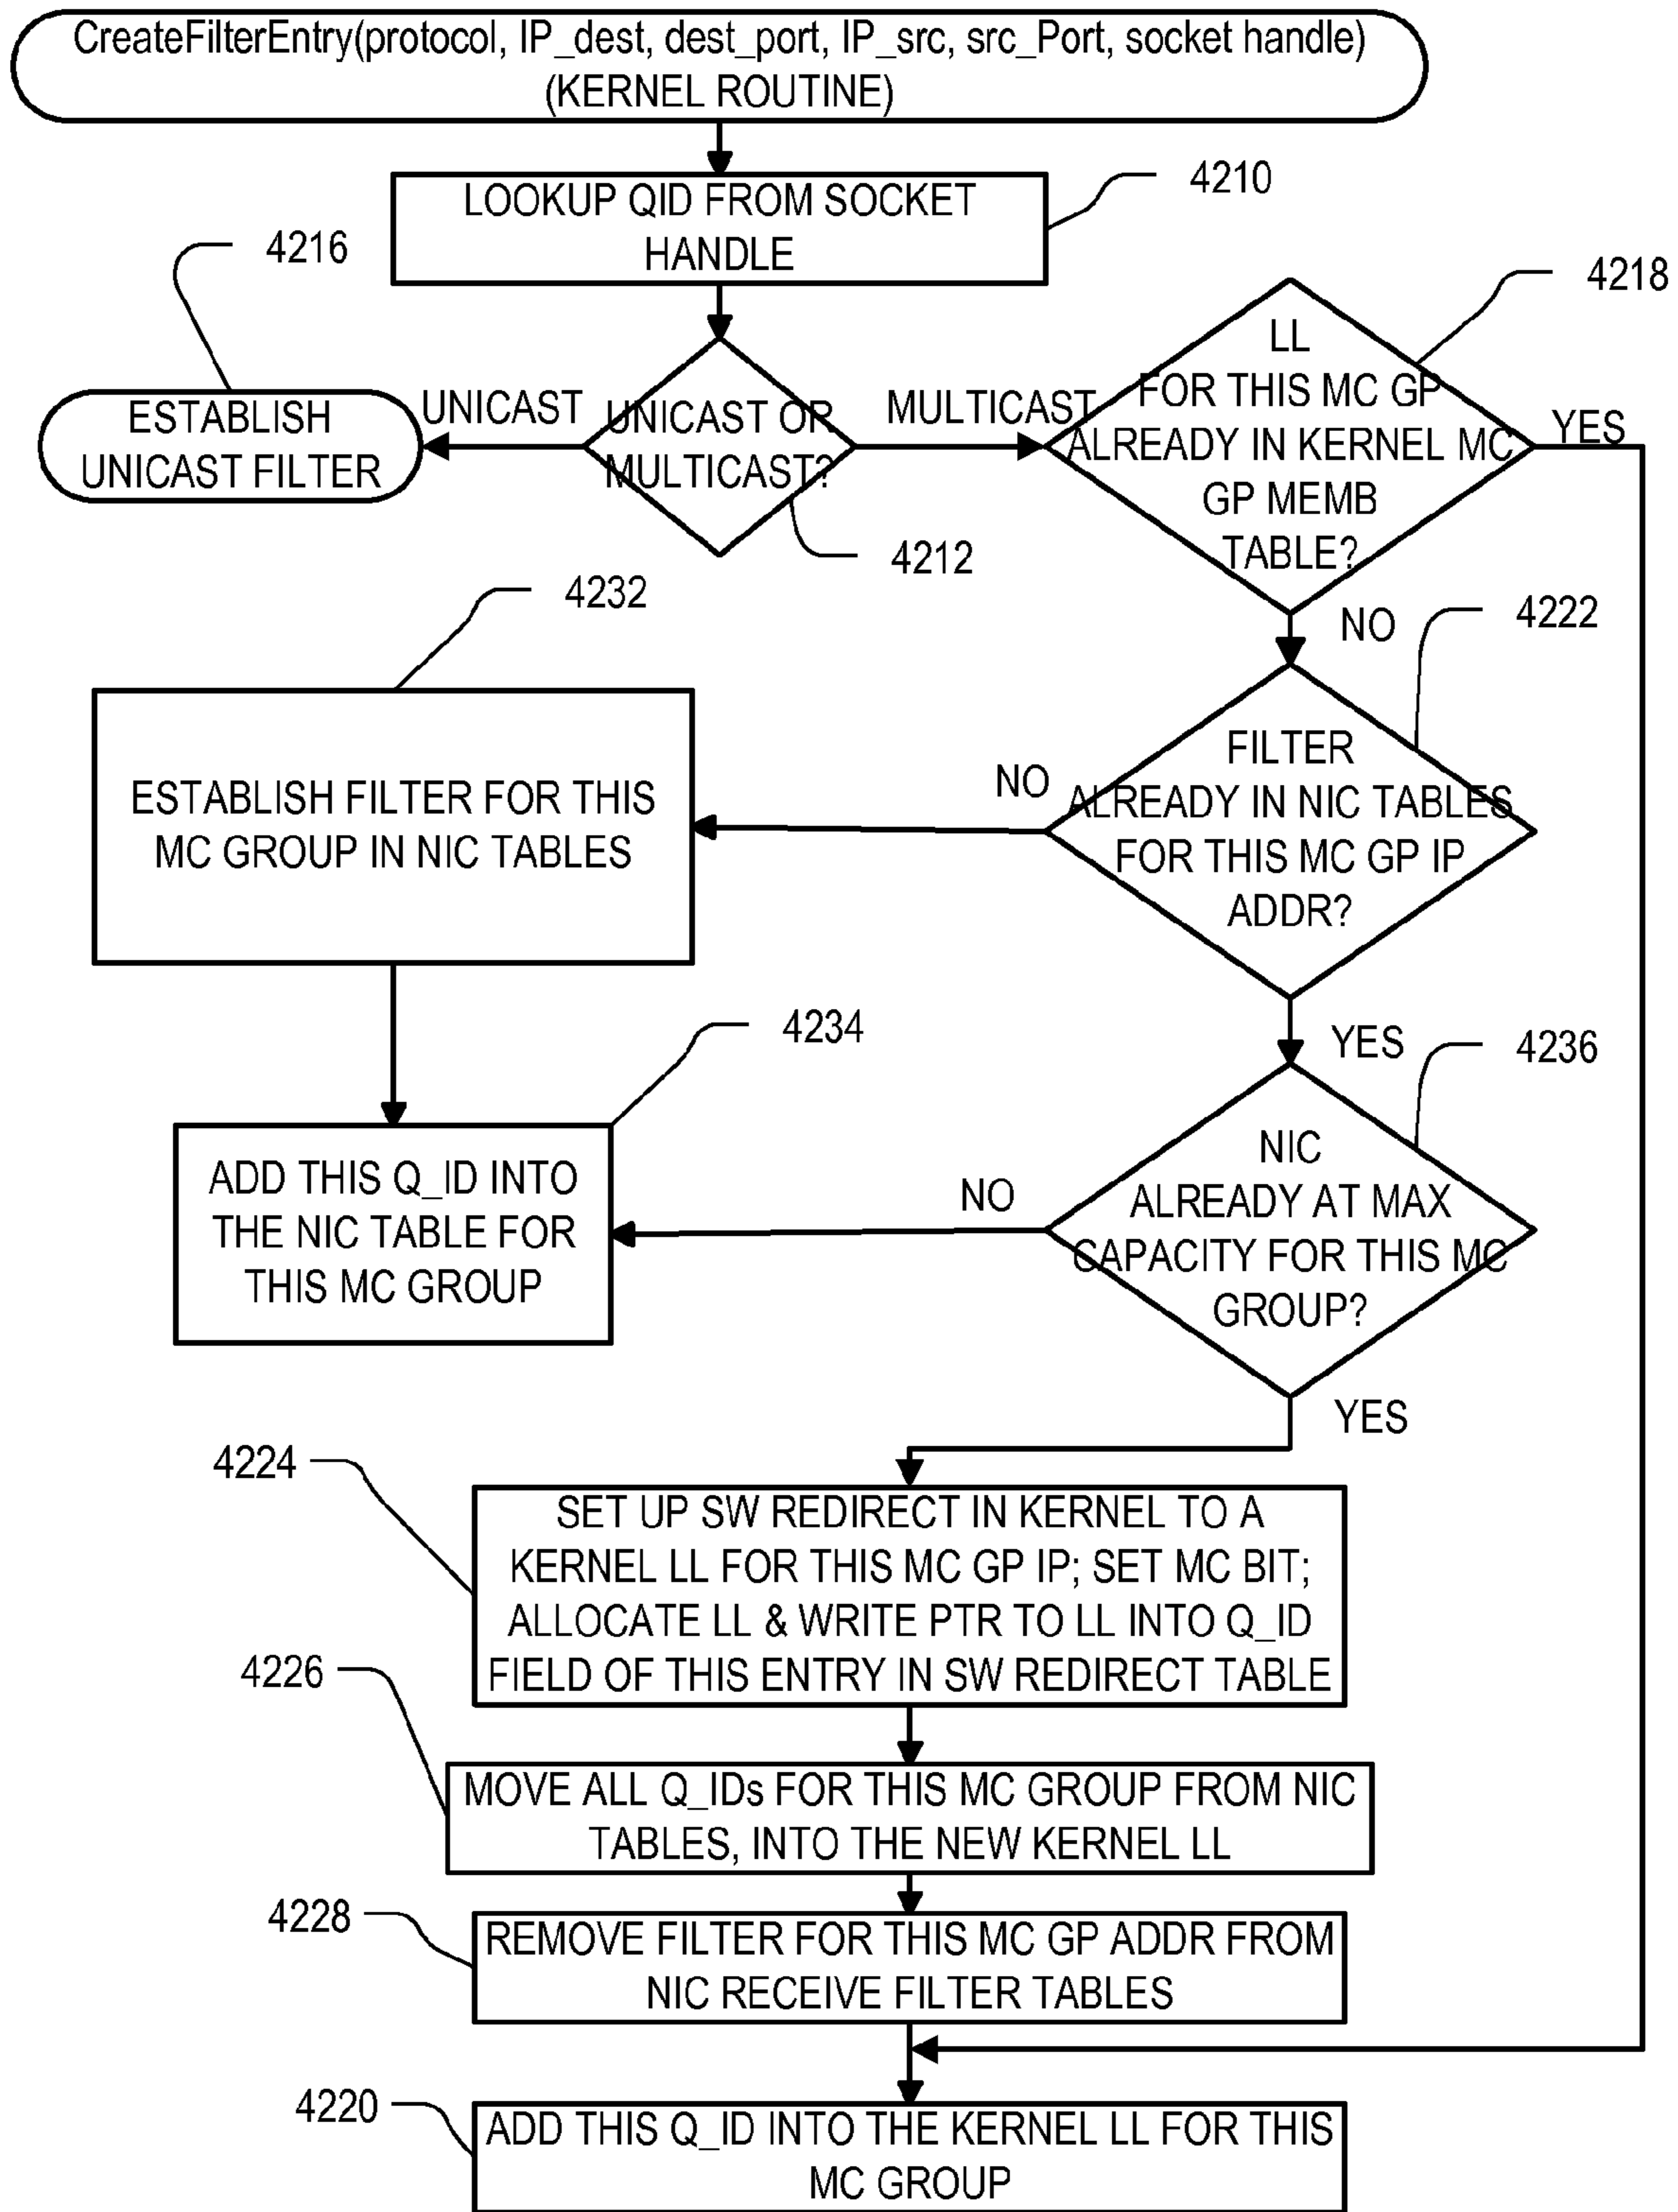 CreateFilterEntry(protocol, IP_dest, dest_port, IP_src, src_Port, socket handle)
(KERNEL ROUTINE)
LOOKUP QID FROM SOCKET
HANDLE
4210
4216
ESTABLISH
UNICAST FILTER
UNICAST
UNICAST OR
MULTICAST?
4212
MULTICAST
4218
LL
FOR THIS MC GP
ALREADY IN KERNEL MC
GP MEMB
TABLE?
YES
NO
4222
FILTER
ALREADY IN NIC TABLES
FOR THIS MC GP IP
ADDR?
NO
4232
ESTABLISH FILTER FOR THIS
MC GROUP IN NIC TABLES
YES
4234
ADD THIS Q_ID INTO
THE NIC TABLE FOR
THIS MC GROUP
4236
NIC
ALREADY AT MAX
CAPACITY FOR THIS MC
GROUP?
NO
YES
4224
SET UP SW REDIRECT IN KERNEL TO A
KERNEL LL FOR THIS MC GP IP; SET MC BIT;
ALLOCATE LL & WRITE PTR TO LL INTO Q_ID
FIELD OF THIS ENTRY IN SW REDIRECT TABLE
4226
MOVE ALL Q_IDs FOR THIS MC GROUP FROM NIC
TABLES, INTO THE NEW KERNEL LL
4228
REMOVE FILTER FOR THIS MC GP ADDR FROM
NIC RECEIVE FILTER TABLES
4220
ADD THIS Q_ID INTO THE KERNEL LL FOR THIS
MC GROUP